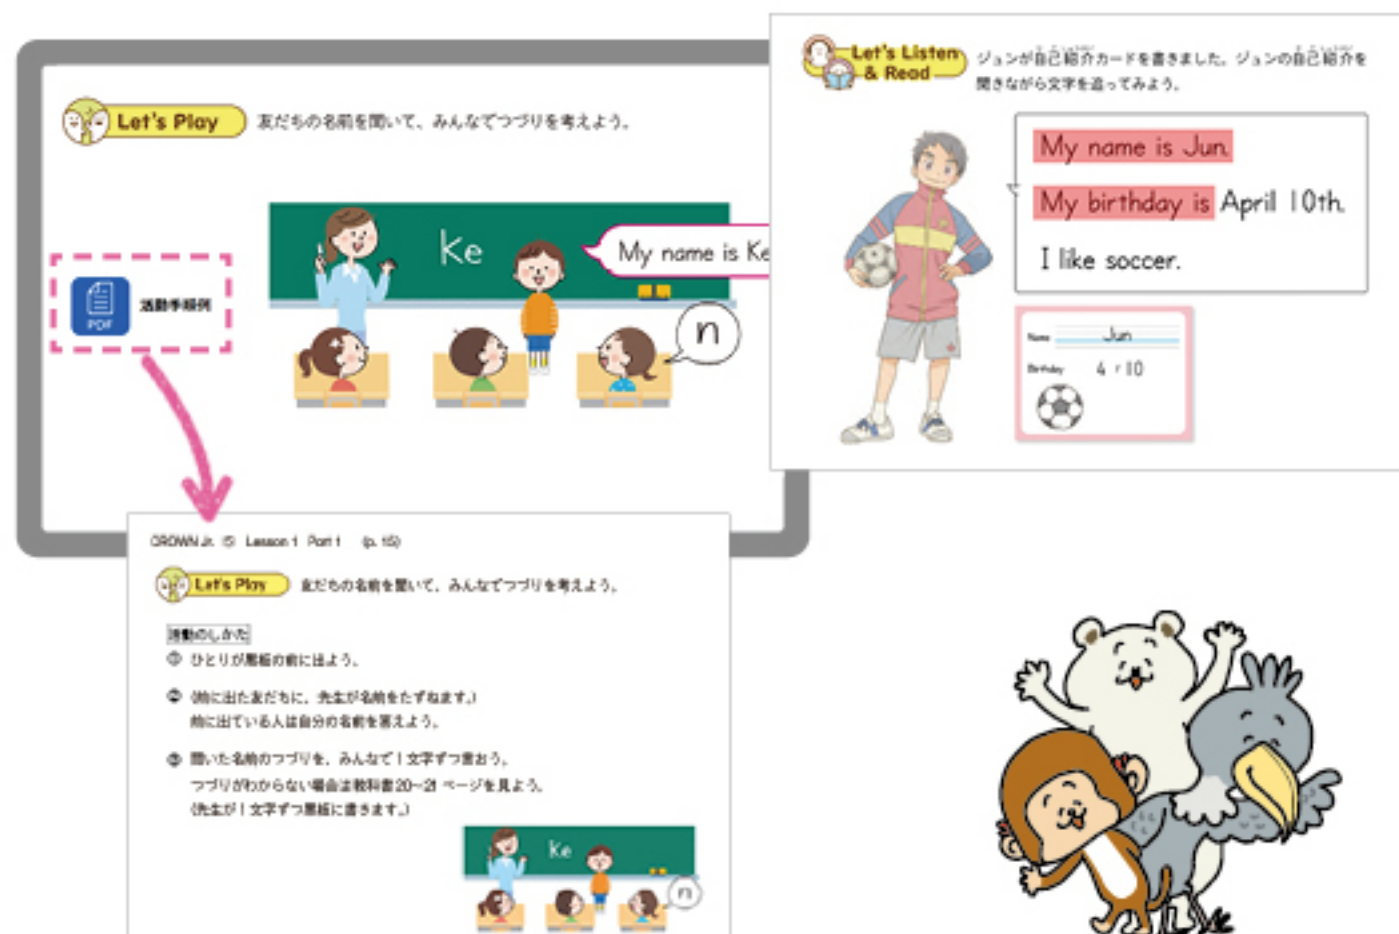 Let's Play
友だちの名前を聞いて、みんなでつづりを考えよう。
Ke
My name is Ke
n
PDF
活動手順例
Let's Listen
& Read
ジュンが自己紹介カードを書きました。ジュンの自己紹介を
聞きながら文字を追ってみよう。
My name is Jun.
My birthday is April 10th.
I like soccer.
Name Jun
Birthday 4 / 10
CROWN Jr. ⑤ Lesson 1 Part 1 (p. 15)
Let's Play
友だちの名前を聞いて、みんなでつづりを考えよう。
活動のしかた
① ひとりが黒板の前に出よう。
② (前に出た友だちに、先生が名前をたずねます。)
前に出ている人は自分の名前を答えよう。
③ 聞いた名前のつづりを、みんなで1文字ずつ言おう。
つづりがわからない場合は教科書20〜21ページを見よう。
(先生が1文字ずつ黒板に書きます。)
Ke
n